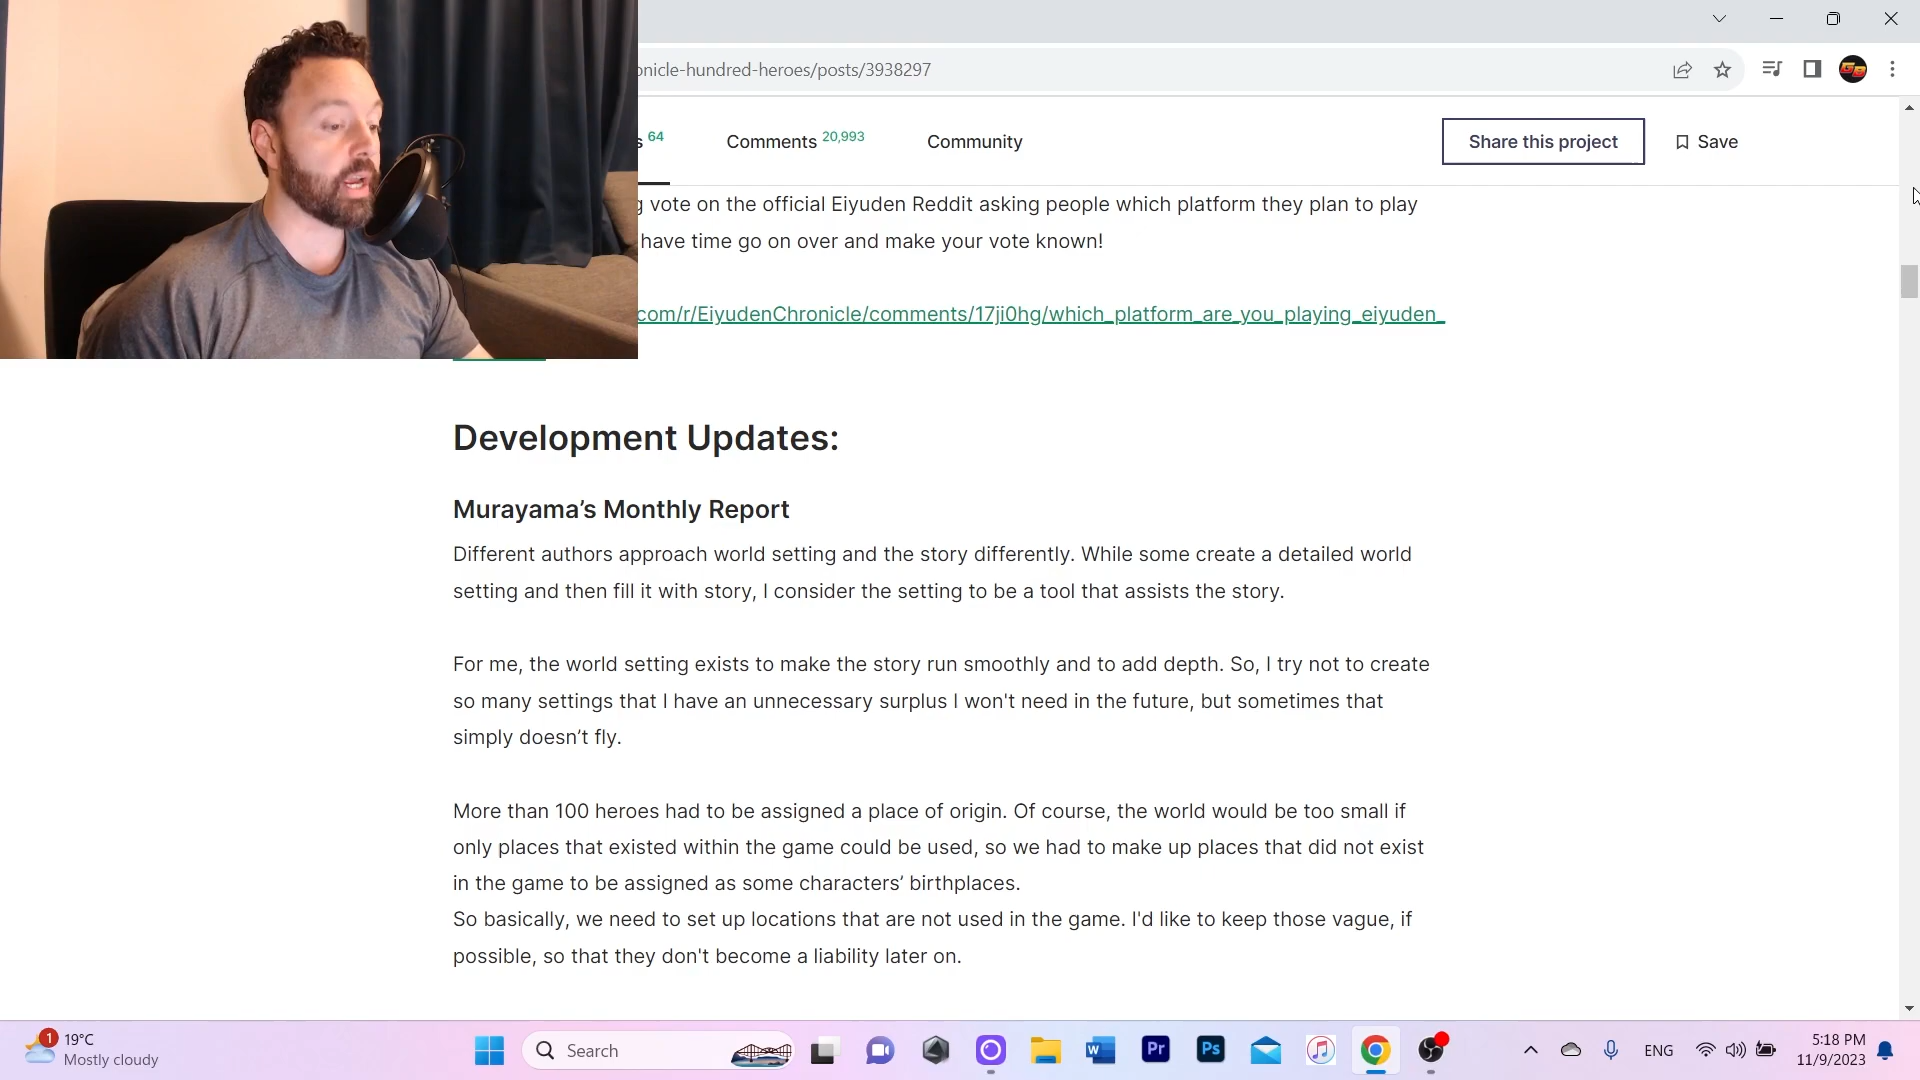 onicle-hundred-heroes/posts/3938297
64
Comments 20,993
Community
Share this project
Save
vote on the official Eiyuden Reddit asking people which platform they plan to play
have time go on over and make your vote known!
com/r/EiyudenChronicle/comments/17ji0hg/which_platform_are_you_playing_eiyuden_
Development Updates:
Murayama’s Monthly Report
Different authors approach world setting and the story differently. While some create a detailed world
setting and then fill it with story, I consider the setting to be a tool that assists the story.
For me, the world setting exists to make the story run smoothly and to add depth. So, I try not to create
so many settings that I have an unnecessary surplus I won't need in the future, but sometimes that
simply doesn’t fly.
More than 100 heroes had to be assigned a place of origin. Of course, the world would be too small if
only places that existed within the game could be used, so we had to make up places that did not exist
in the game to be assigned as some characters’ birthplaces.
So basically, we need to set up locations that are not used in the game. I'd like to keep those vague, if
possible, so that they don't become a liability later on.
1
19°C
Mostly cloudy
Search
W
Pr
Ps
ENG
5:18 PM
11/9/2023